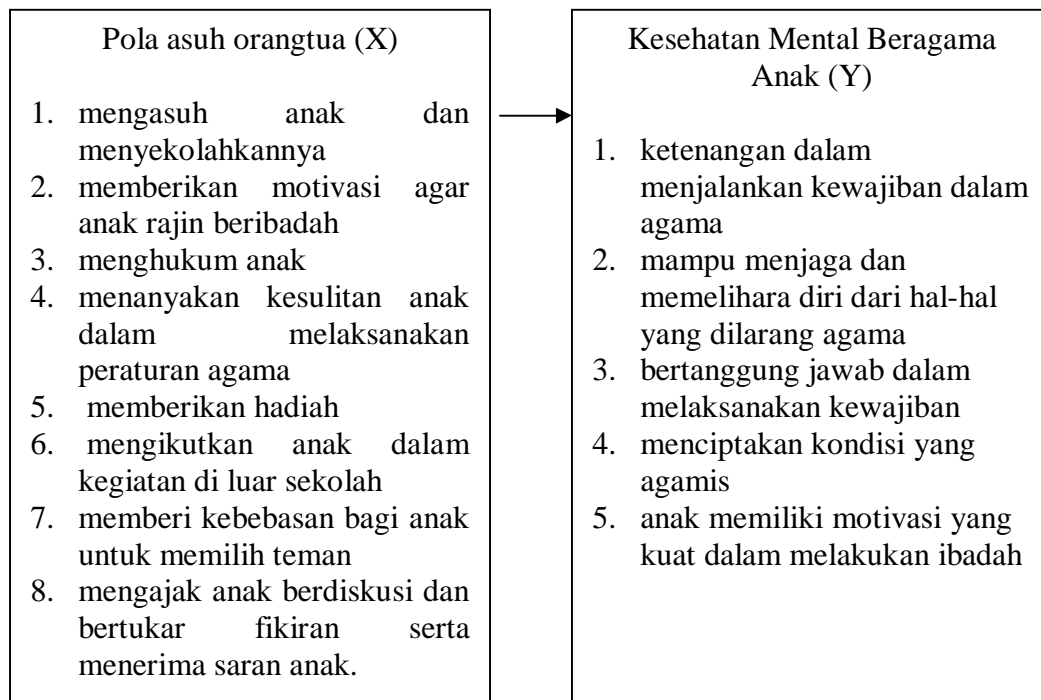 Pola asuh orangtua (X)
1. mengasuh anak dan
menyekolahkannya
2. memberikan motivasi agar
anak rajin beribadah
3. menghukum anak
4. menanyakan kesulitan anak
dalam melaksanakan
peraturan agama
5. memberikan hadiah
6. mengikutkan anak dalam
kegiatan di luar sekolah
7. memberi kebebasan bagi anak
untuk memilih teman
8. mengajak anak berdiskusi dan
bertukar fikiran serta
menerima saran anak.
Kesehatan Mental Beragama
Anak (Y)
1. ketenangan dalam
menjalankan kewajiban dalam
agama
2. mampu menjaga dan
memelihara diri dari hal-hal
yang dilarang agama
3. bertanggung jawab dalam
melaksanakan kewajiban
4. menciptakan kondisi yang
agamis
5. anak memiliki motivasi yang
kuat dalam melakukan ibadah